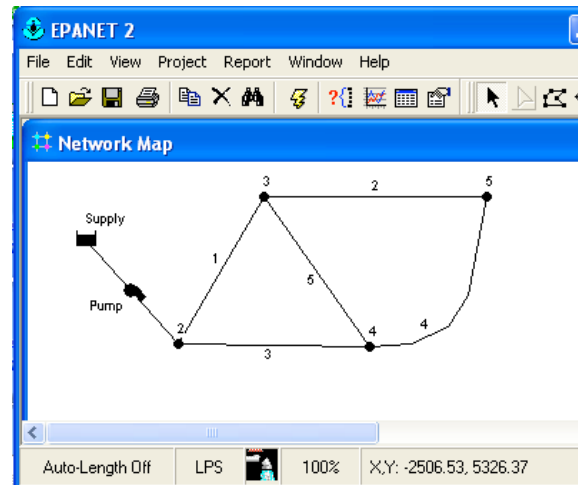 EPANET 2
File Edit View Project Report Window Help
Network Map
3
2
5
Supply
1
5
Pump
2
4
4
3
Auto-Length Off LPS 100% X,Y: -2506.53, 5326.37